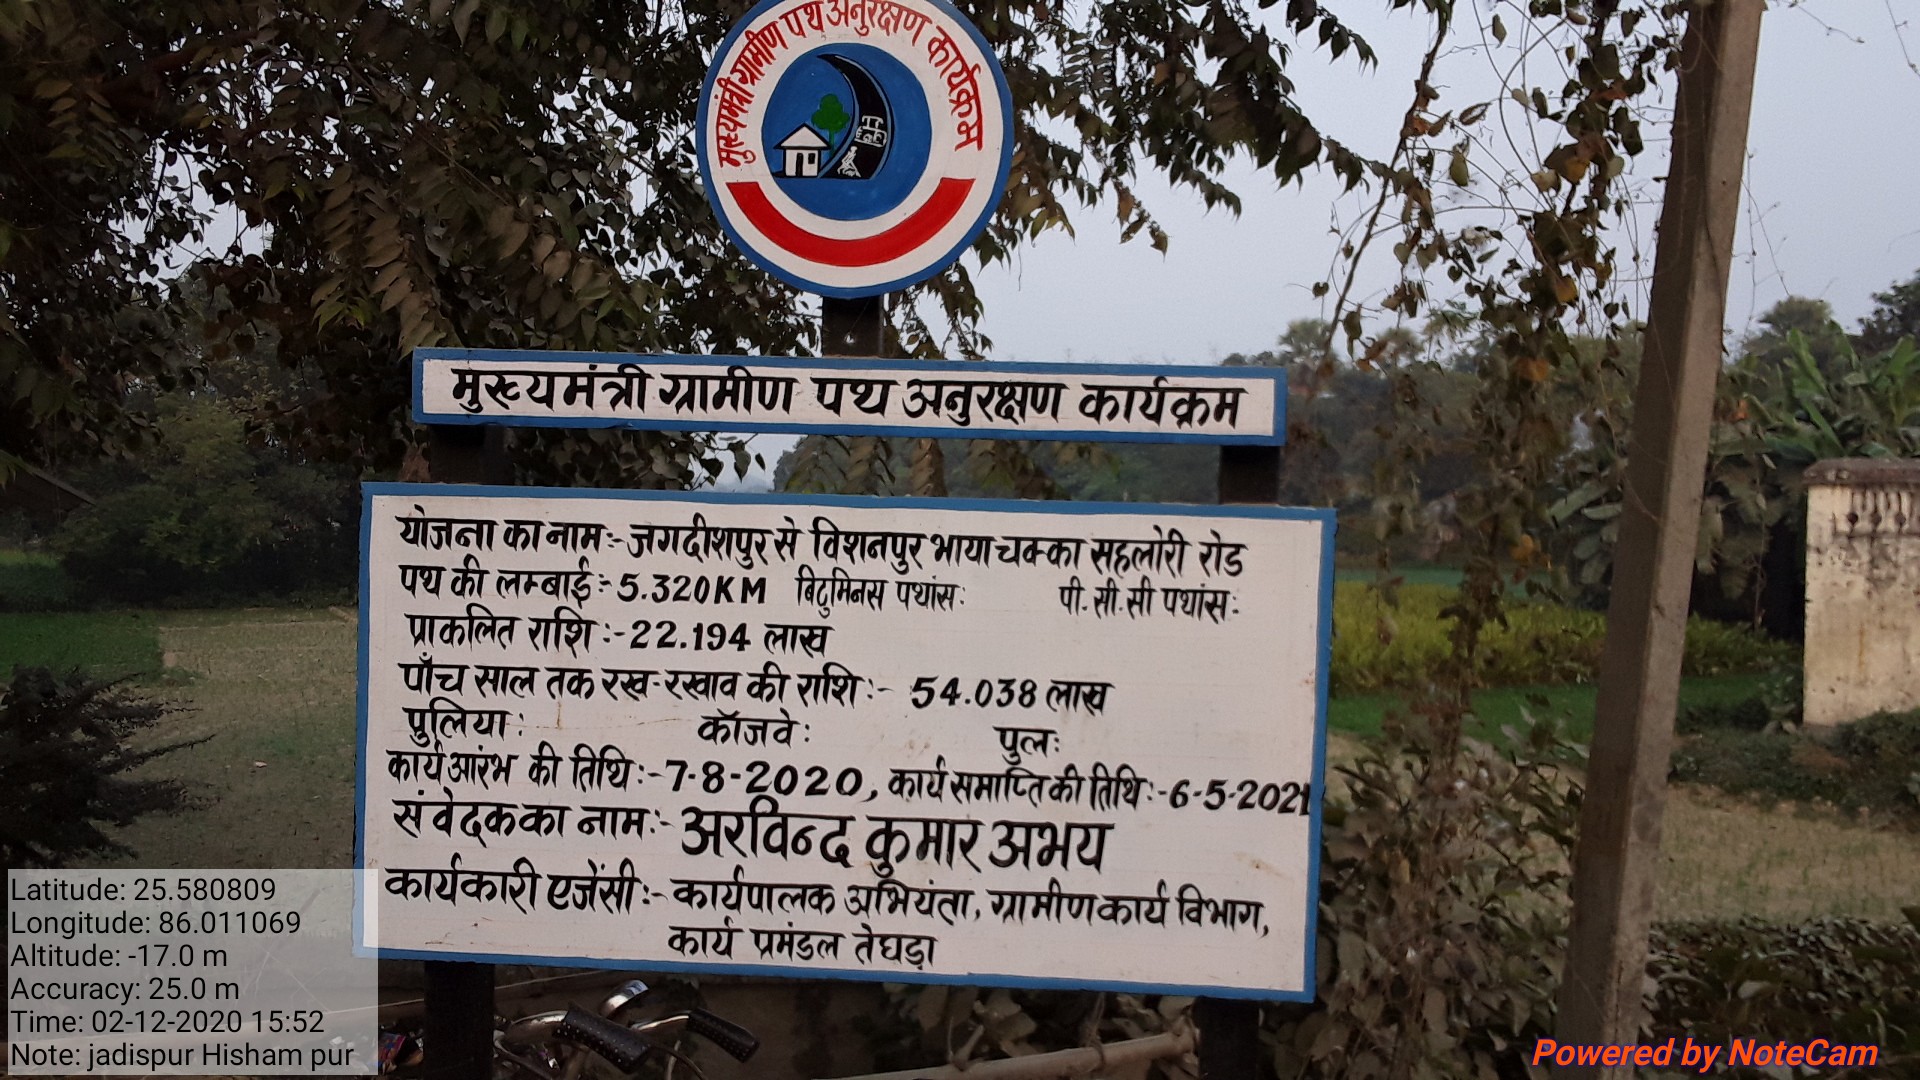 मुख्यमंत्री ग्रामीण पथ अनुरक्षण कार्यक्रम
मुख्यमंत्री ग्रामीण पथ अनुरक्षण कार्यक्रम
योजना का नाम:- जगदीशपुर से विशनपुर भाया चक्का सहलोरी रोड
पथ की लम्बाई:- 5.320KM बिटुमिनस पथांस: पी.सी.सी पथांस:
प्राकलित राशि:- 22.194 लाख
पाँच साल तक रख-रखाव की राशि:- 54.038 लाख
पुलिया: कॉजवे: पुल:
कार्य आरंभ की तिथि:- 7-8-2020, कार्य समाप्ति की तिथि:- 6-5-2021
संवेदक का नाम:- अरविन्द कुमार अभय
कार्यकारी एजेंसी:- कार्यपालक अभियंता, ग्रामीण कार्य विभाग,
कार्य प्रमंडल तेघड़ा
Latitude: 25.580809
Longitude: 86.011069
Altitude: -17.0 m
Accuracy: 25.0 m
Time: 02-12-2020 15:52
Note: jadispur Hisham pur
Powered by NoteCam